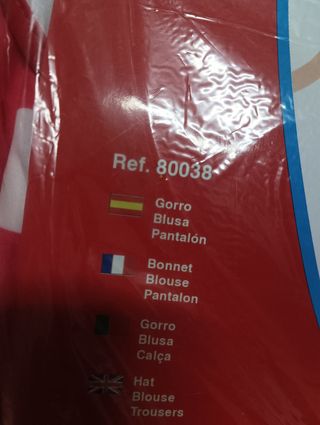 Ref. 80038
Gorro
Blusa
Pantalón
Bonnet
Blouse
Pantalon
Gorro
Blusa
Calça
Hat
Blouse
Trousers